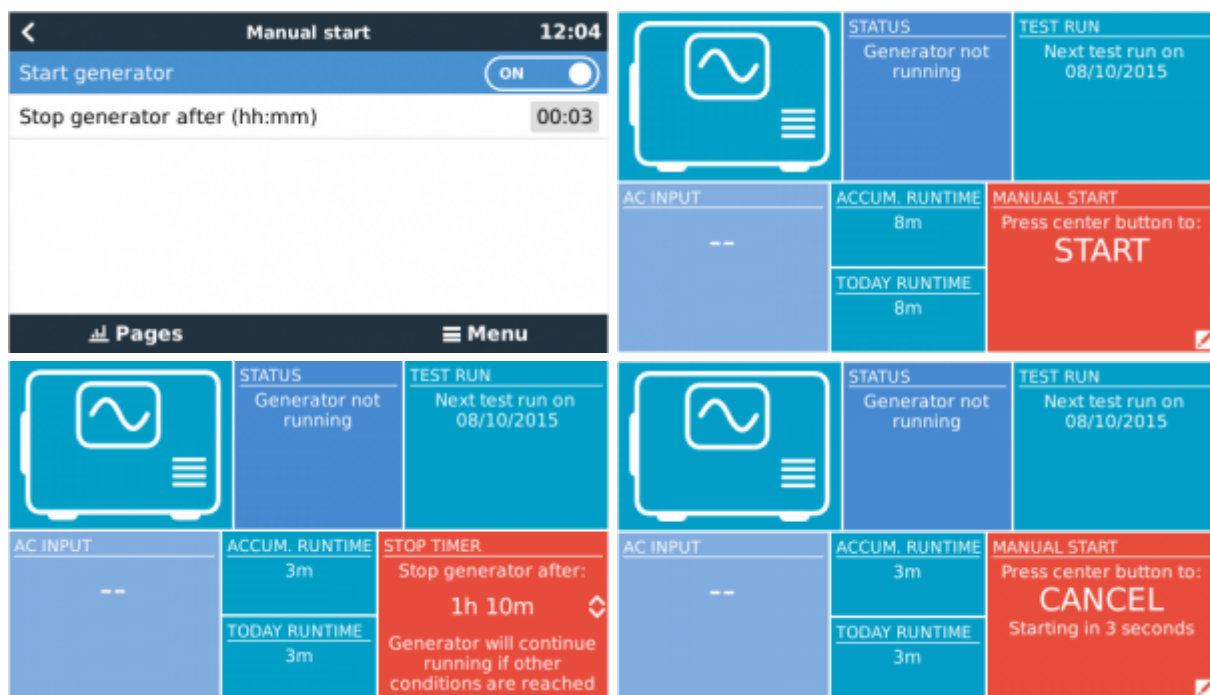 Manual start
12:04
Start generator
ON
Stop generator after (hh:mm)
00:03
Pages
Menu
STATUS
Generator not
running
TEST RUN
Next test run on
08/10/2015
AC INPUT
--
ACCUM. RUNTIME
8m
TODAY RUNTIME
8m
MANUAL START
Press center button to:
START
STATUS
Generator not
running
TEST RUN
Next test run on
08/10/2015
AC INPUT
--
ACCUM. RUNTIME
3m
TODAY RUNTIME
3m
STOP TIMER
Stop generator after:
1h 10m
Generator will continue
running if other
conditions are reached
STATUS
Generator not
running
TEST RUN
Next test run on
08/10/2015
AC INPUT
--
ACCUM. RUNTIME
3m
TODAY RUNTIME
3m
MANUAL START
Press center button to:
CANCEL
Starting in 3 seconds